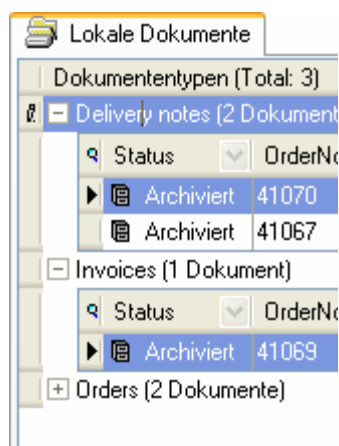 Lokale Dokumente
Dokumententypen (Total: 3)
Delivery notes (2 Dokument
Status OrderNo
Archiviert 41070
Archiviert 41067
Invoices (1 Dokument)
Status OrderNo
Archiviert 41069
Orders (2 Dokumente)